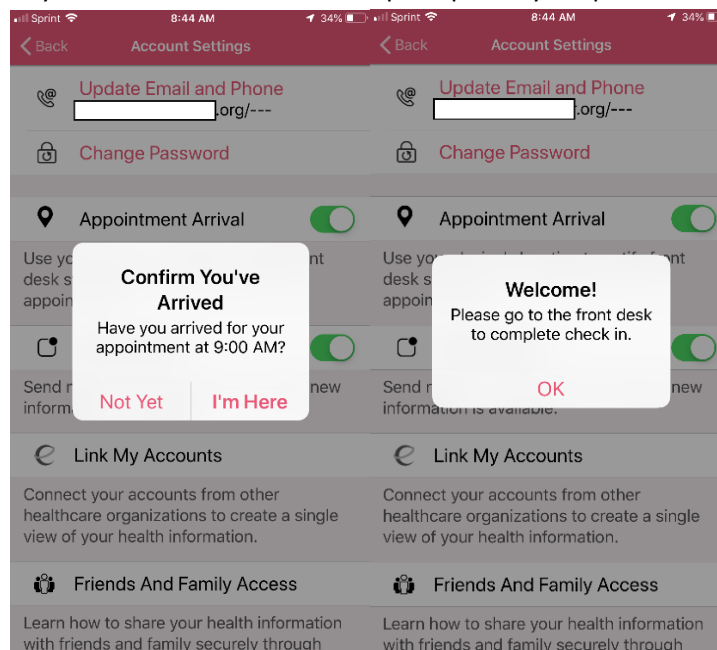 Sprint 8:44 AM 34%
Back Account Settings
Update Email and Phone
.org/---
Change Password
Appointment Arrival
Use
nt
desk s
appoin
Confirm You've
Arrived
Have you arrived for your
appointment at 9:00 AM?
Not Yet I'm Here
Send
new
inform
Link My Accounts
Connect your accounts from other
healthcare organizations to create a single
view of your health information.
Friends And Family Access
Learn how to share your health information
with friends and family securely through
Sprint 8:44 AM 34%
Back Account Settings
Update Email and Phone
.org/---
Change Password
Appointment Arrival
Use
desk s
appoin
Welcome!
Please go to the front desk
to complete check in.
OK
Send
new
information is available.
Link My Accounts
Connect your accounts from other
healthcare organizations to create a single
view of your health information.
Friends And Family Access
Learn how to share your health information
with friends and family securely through